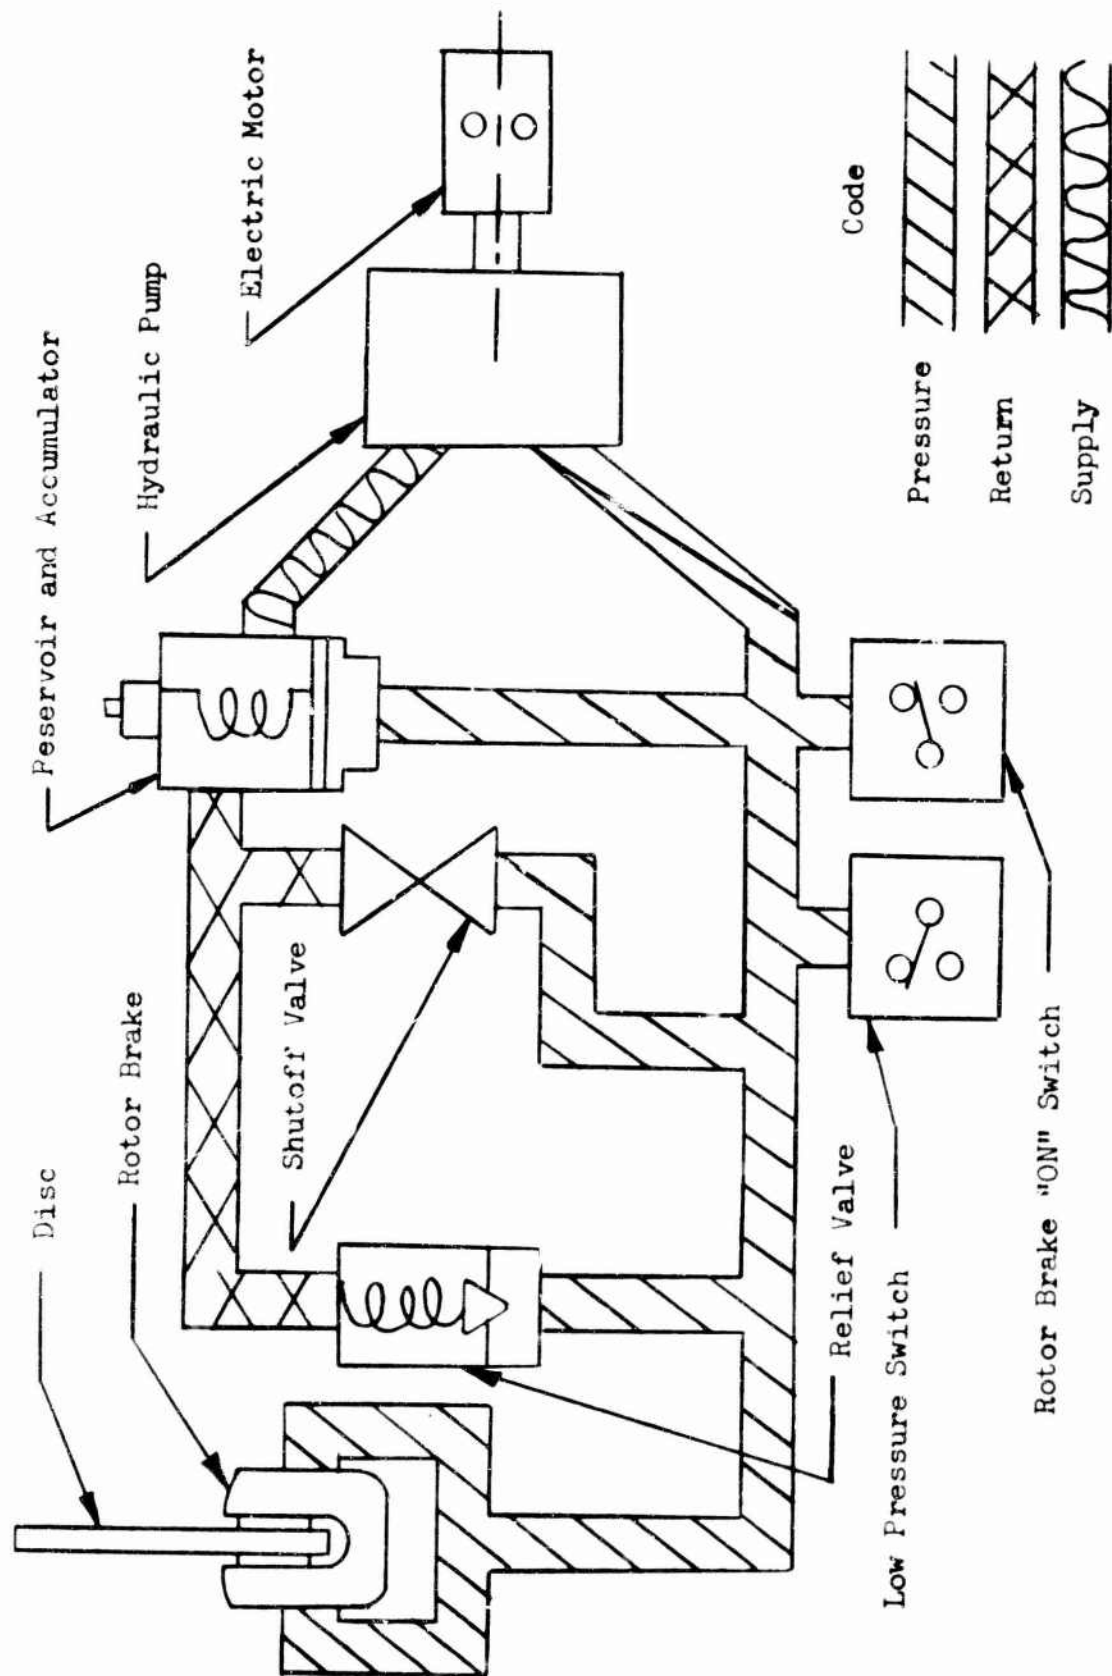 Disc
Rotor Brake
Peservoir and Accumulator
Hydraulic Pump
Electric Motor
Shutoff Valve
Relief Valve
Low Pressure Switch
Rotor Brake "ON" Switch
Code
Pressure
Return
Supply